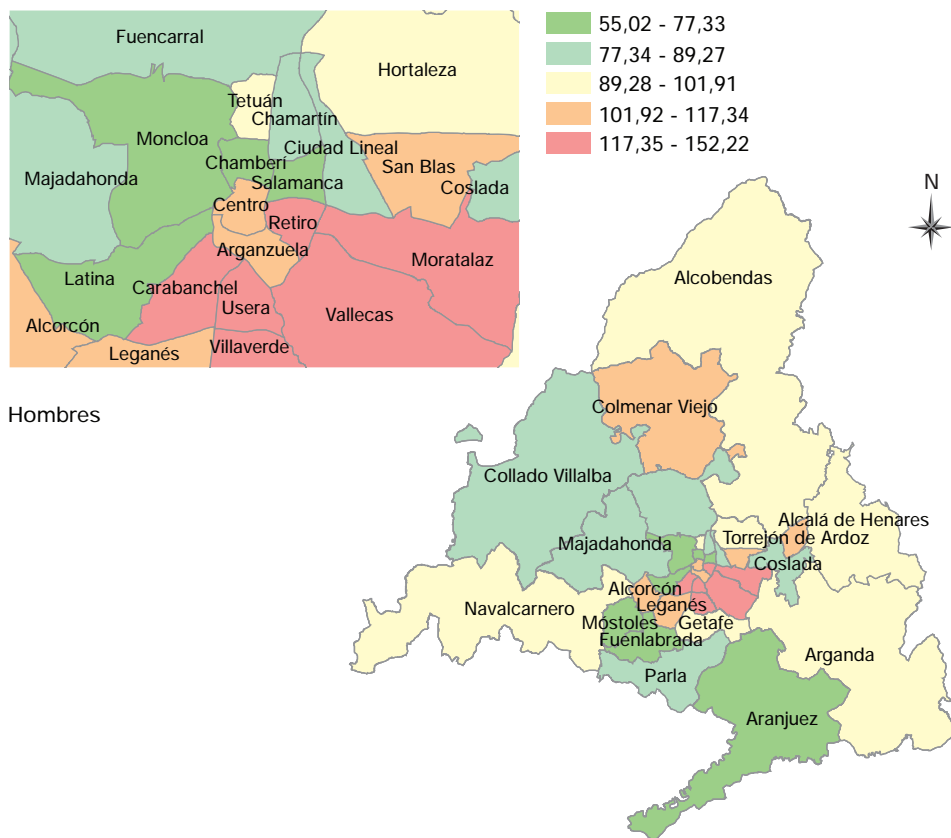 Fuencarral
Hortaleza
Tetuán
Chamartín
Moncloa
Ciudad Lineal
Chamberí
San Blas
Majadahonda
Salamanca
Coslada
Centro
Retiro
Arganzuela
Moratalaz
Latina
Carabanchel
Usera
Vallecas
Alcorcón
Villaverde
Leganés
55,02 - 77,33
77,34 - 89,27
89,28 - 101,91
101,92 - 117,34
117,35 - 152,22
N
Hombres
Alcobendas
Colmenar Viejo
Collado Villalba
Alcalá de Henares
Torrejón de Ardoz
Majadahonda
Coslada
Alcorcón
Navalcarnero
Leganés
Móstoles
Getafe
Fuenlabrada
Arganda
Parla
Aranjuez